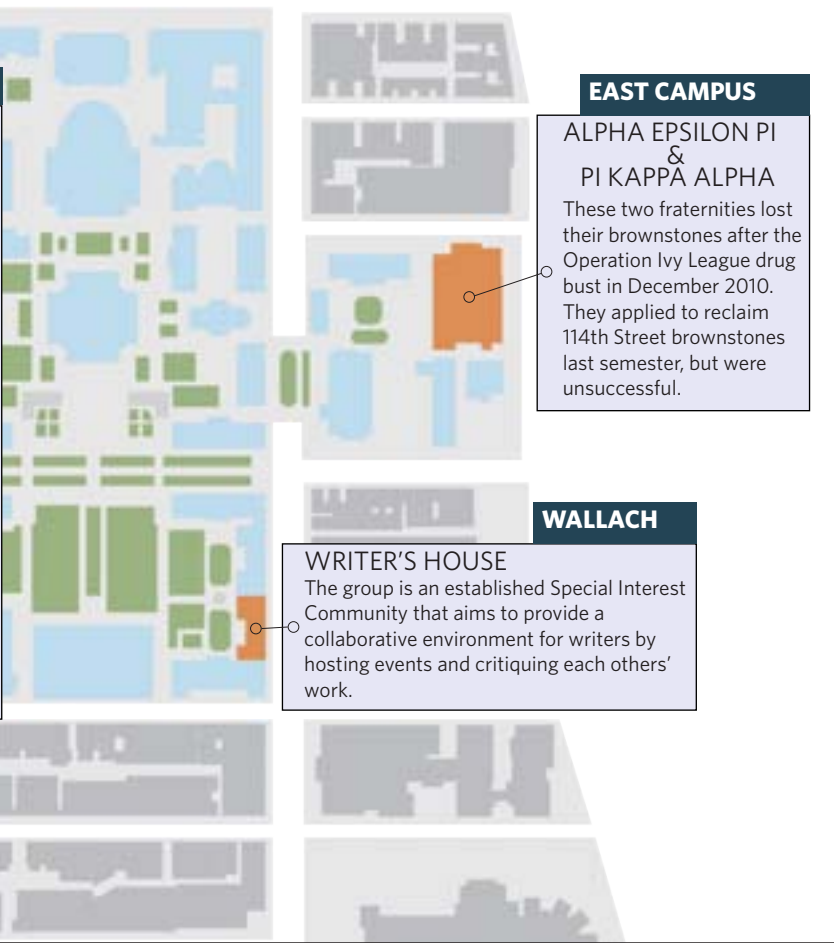 EAST CAMPUS
ALPHA EPSILON PI
&
PI KAPPA ALPHA
These two fraternities lost
their brownstones after the
Operation Ivy League drug
bust in December 2010.
They applied to reclaim
114th Street brownstones
last semester, but were
unsuccessful.
WALLACH
WRITER'S HOUSE
The group is an established Special Interest
Community that aims to provide a
collaborative environment for writers by
hosting events and critiquing each others’
work.